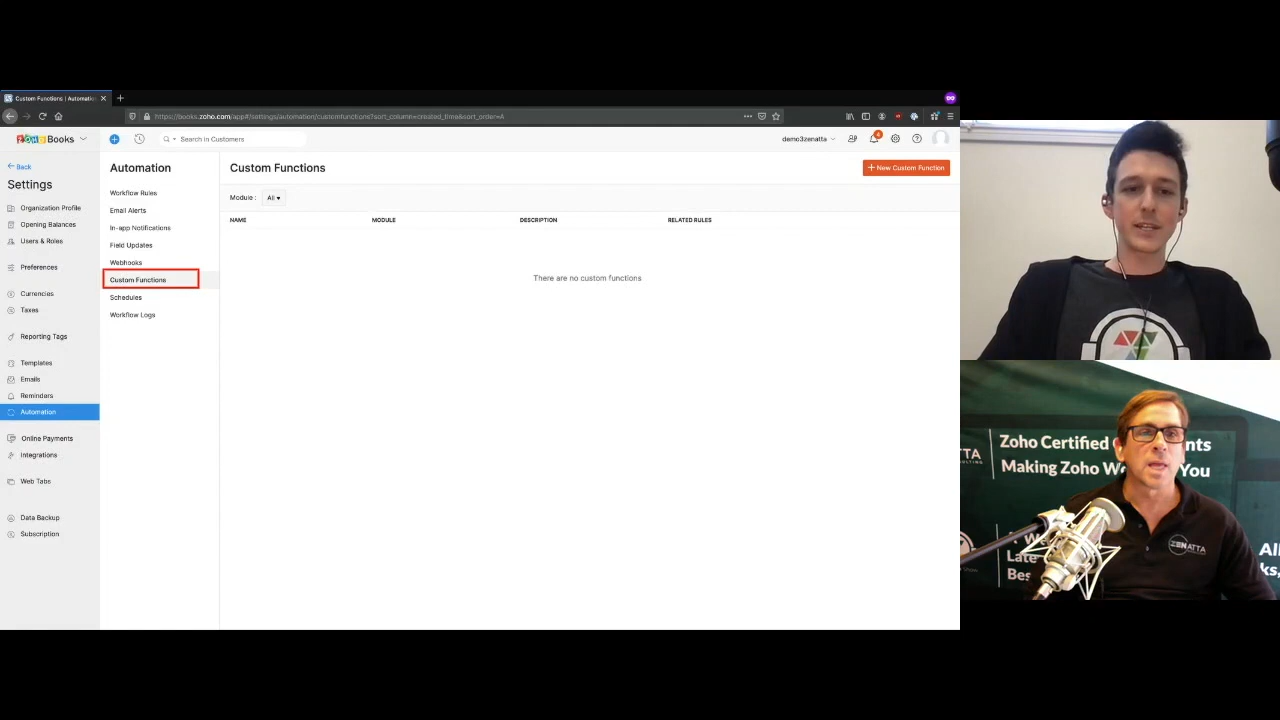 Custom Functions | Automatio
https://books.zoho.com/app#/settings/automation/customfunctions?sort_column=created_time&sort_order=A
ZOHO Books
Search in Customers
demo3zenatta
4
Back
Settings
Organization Profile
Opening Balances
Users & Roles
Preferences
Currencies
Taxes
Reporting Tags
Templates
Emails
Reminders
Automation
Online Payments
Integrations
Web Tabs
Data Backup
Subscription
Automation
Workflow Rules
Email Alerts
In-app Notifications
Field Updates
Webhooks
Custom Functions
Schedules
Workflow Logs
Custom Functions
+ New Custom Function
Module : All
NAME MODULE DESCRIPTION RELATED RULES
There are no custom functions
Zoho Certified
Making Zoho You
ZENATTA